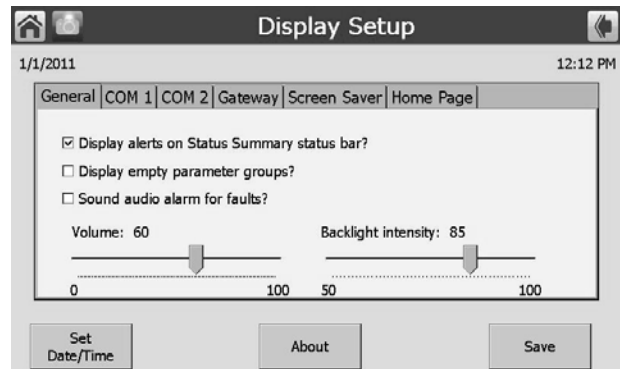 Display Setup
1/1/2011 12:12 PM
General COM 1 COM 2 Gateway Screen Saver Home Page
Display alerts on Status Summary status bar?
Display empty parameter groups?
Sound audio alarm for faults?
Volume: 60 Backlight intensity: 85
0 100 50 100
Set Date/Time About Save